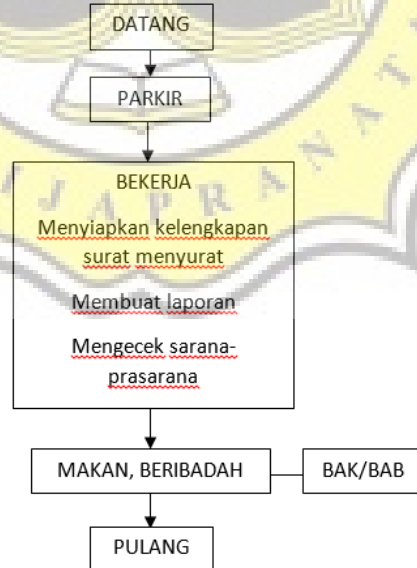 DATANG
PARKIR
BEKERJA
Menyiapkan kelengkapan
surat menyurat
Membuat laporan
Mengecek sarana-
prasarana
MAKAN, BERIBADAH
BAK/BAB
PULANG